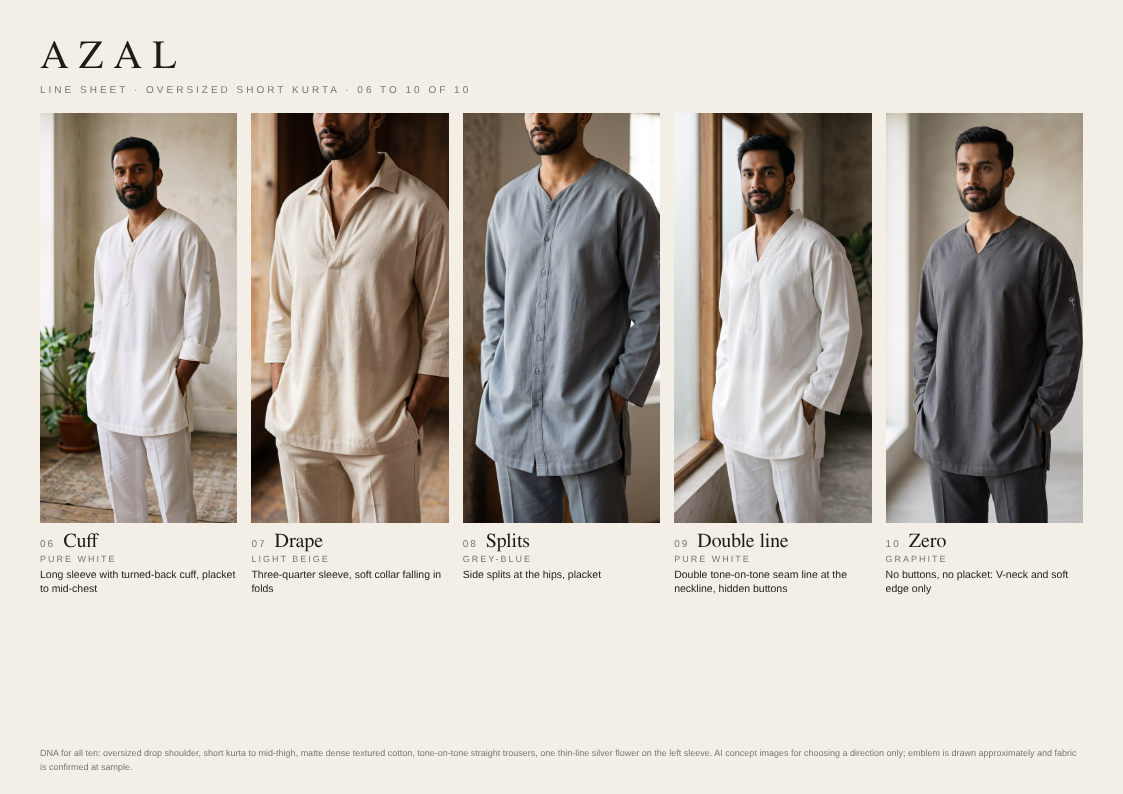 AZAL
LINE SHEET · OVERSIZED SHORT KURTA · 06 TO 10 OF 10
06 Cuff
PURE WHITE
Long sleeve with turned-back cuff, placket
to mid-chest
07 Drape
LIGHT BEIGE
Three-quarter sleeve, soft collar falling in
folds
08 Splits
GREY-BLUE
Side splits at the hips, placket
09 Double line
PURE WHITE
Double tone-on-tone seam line at the
neckline, hidden buttons
10 Zero
GRAPHITE
No buttons, no placket: V-neck and soft
edge only
DNA for all ten: oversized drop shoulder, short kurta to mid-thigh, matte dense textured cotton, tone-on-tone straight trousers, one thin-line silver flower on the left sleeve. AI concept images for choosing a direction only; emblem is drawn approximately and fabric
is confirmed at sample.